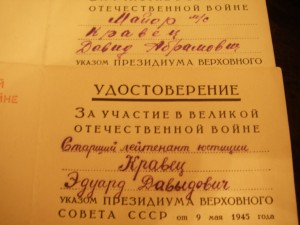 ОТЕЧЕСТВЕННОЙ ВОЙНЕ
Майор м/с
Кравец
Давид Абрамович
УКАЗОМ ПРЕЗИДИУМА ВЕРХОВНОГО
ВОЙНЕ
УДОСТОВЕРЕНИЕ
ЗА УЧАСТИЕ В ВЕЛИКОЙ
ОТЕЧЕСТВЕННОЙ ВОЙНЕ
Старший лейтенант юстиции
Кравец
Эдуард Давыдович
УКАЗОМ ПРЕЗИДИУМА ВЕРХОВНОГО
СОВЕТА СССР от 9 мая 1945 года